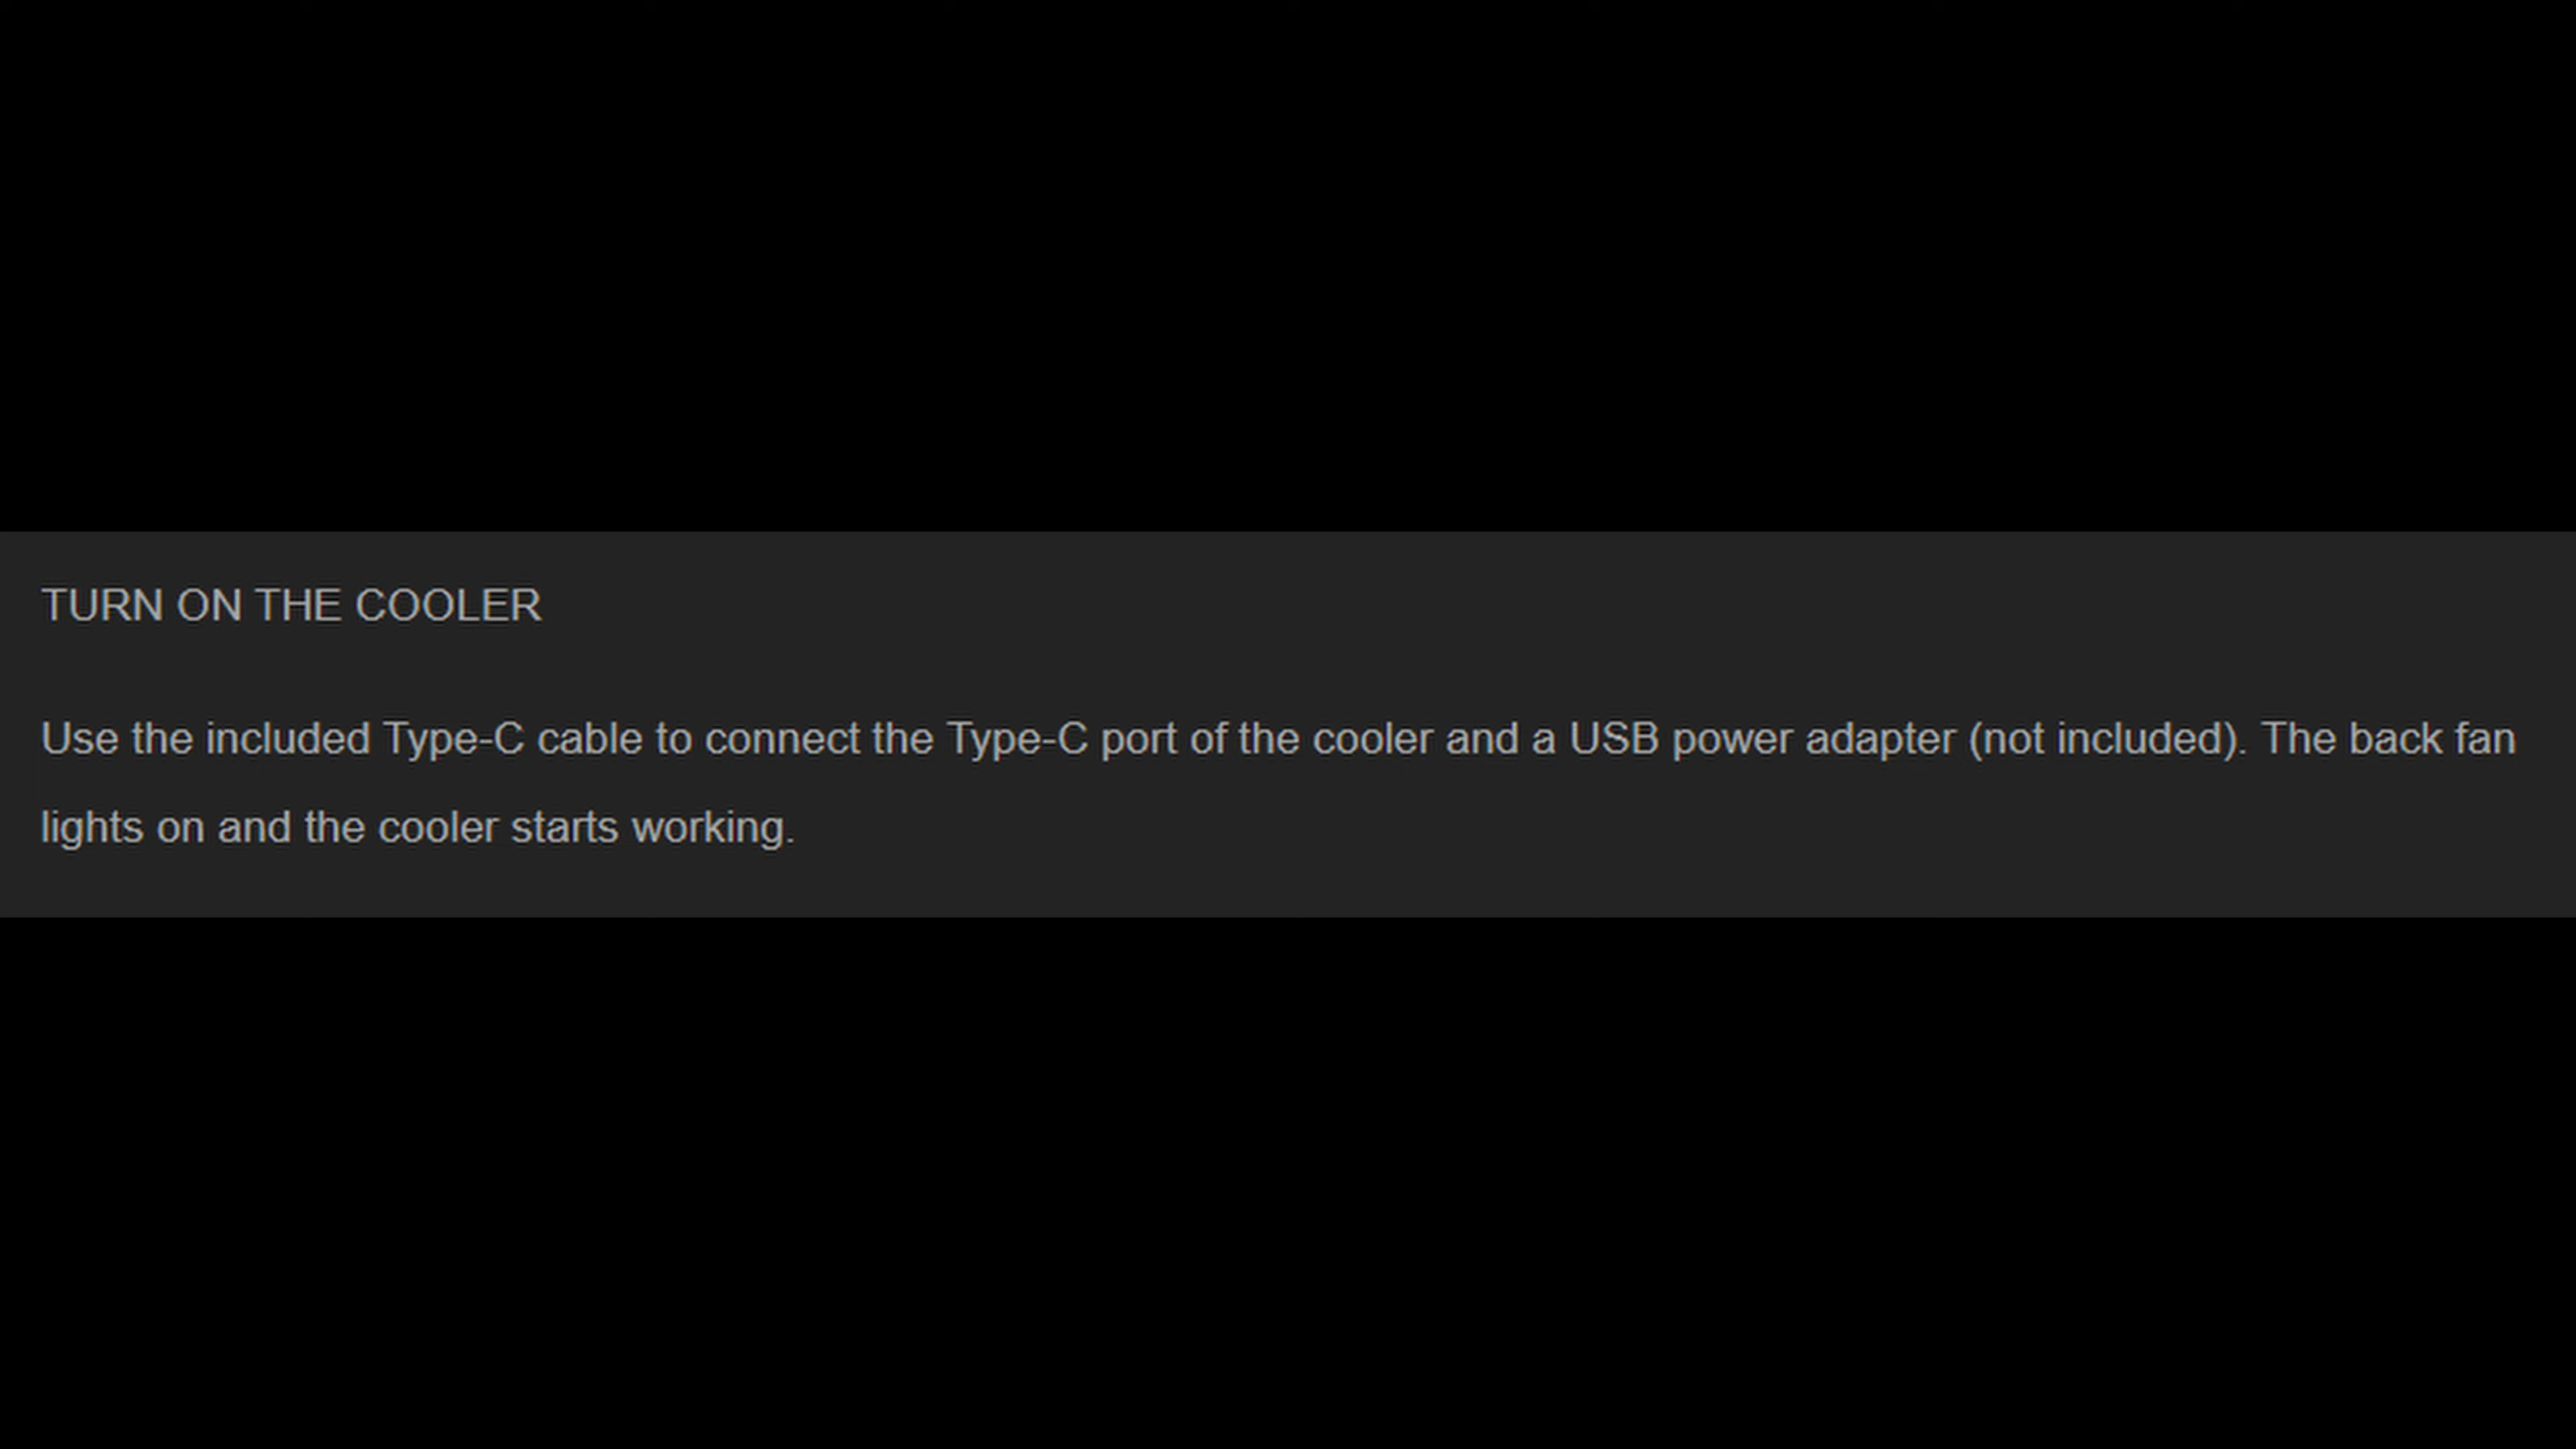 TURN ON THE COOLER
Use the included Type-C cable to connect the Type-C port of the cooler and a USB power adapter (not included). The back fan
lights on and the cooler starts working.